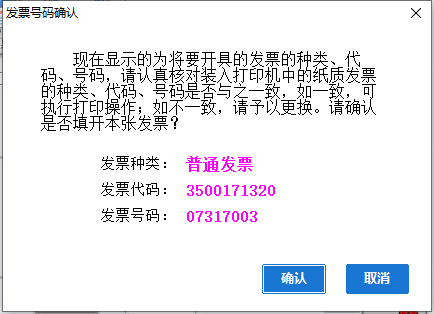 发票号码确认
现在显示的为将要开具的发票的种类、代
码、号码，请认真核对装入打印机中的纸质发票
的种类、代码、号码是否与之一致，如一致，可
执行打印操作；如不一致，请予以更换。请确认
是否填开本张发票？
发票种类： 普通发票
发票代码： 3500171320
发票号码： 07317003
确认 取消